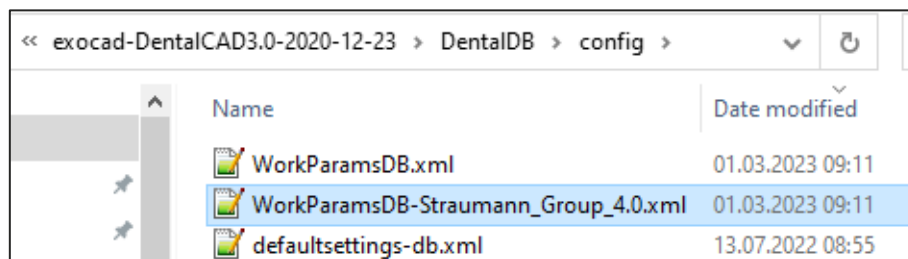 « exocad-DentalCAD3.0-2020-12-23 > DentalDB > config >
Name Date modified
WorkParamsDB.xml 01.03.2023 09:11
WorkParamsDB-Straumann_Group_4.0.xml 01.03.2023 09:11
defaultsettings-db.xml 13.07.2022 08:55